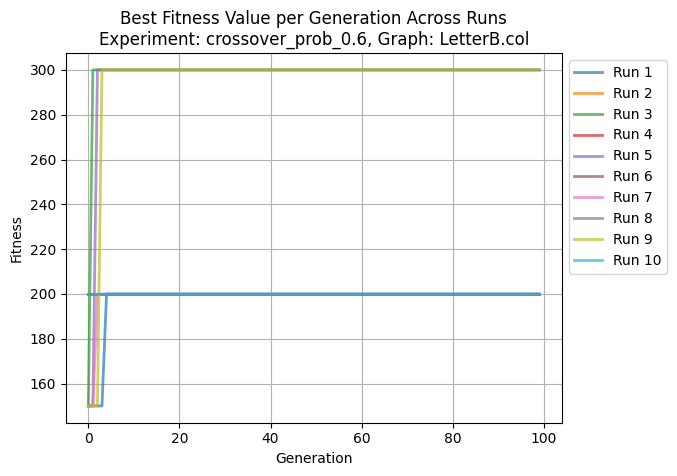 Best Fitness Value per Generation Across Runs
Experiment: crossover_prob_0.6, Graph: LetterB.col
300
280
260
240
220
200
180
160
Fitness
0 20 40 60 80 100
Generation
Run 1
Run 2
Run 3
Run 4
Run 5
Run 6
Run 7
Run 8
Run 9
Run 10